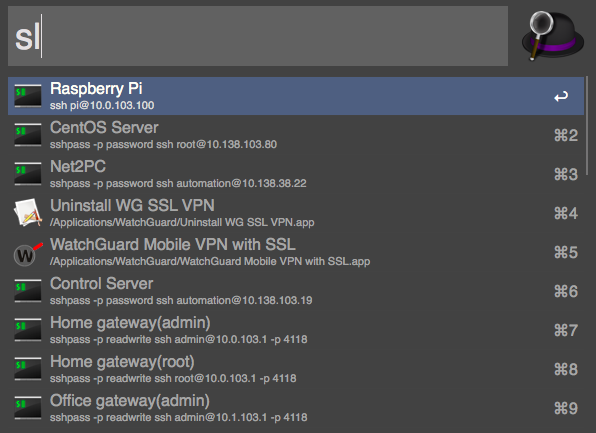 sl
Raspberry Pi
ssh pi@10.0.103.100
↩
CentOS Server
sshpass -p password ssh root@10.138.103.80
⌘2
Net2PC
sshpass -p password ssh automation@10.138.38.22
⌘3
Uninstall WG SSL VPN
/Applications/WatchGuard/Uninstall WG SSL VPN.app
⌘4
WatchGuard Mobile VPN with SSL
/Applications/WatchGuard/WatchGuard Mobile VPN with SSL.app
⌘5
Control Server
sshpass -p password ssh automation@10.138.103.19
⌘6
Home gateway(admin)
sshpass -p readwrite ssh admin@10.0.103.1 -p 4118
⌘7
Home gateway(root)
sshpass -p readwrite ssh root@10.0.103.1 -p 4118
⌘8
Office gateway(admin)
sshpass -p readwrite ssh admin@10.1.103.1 -p 4118
⌘9